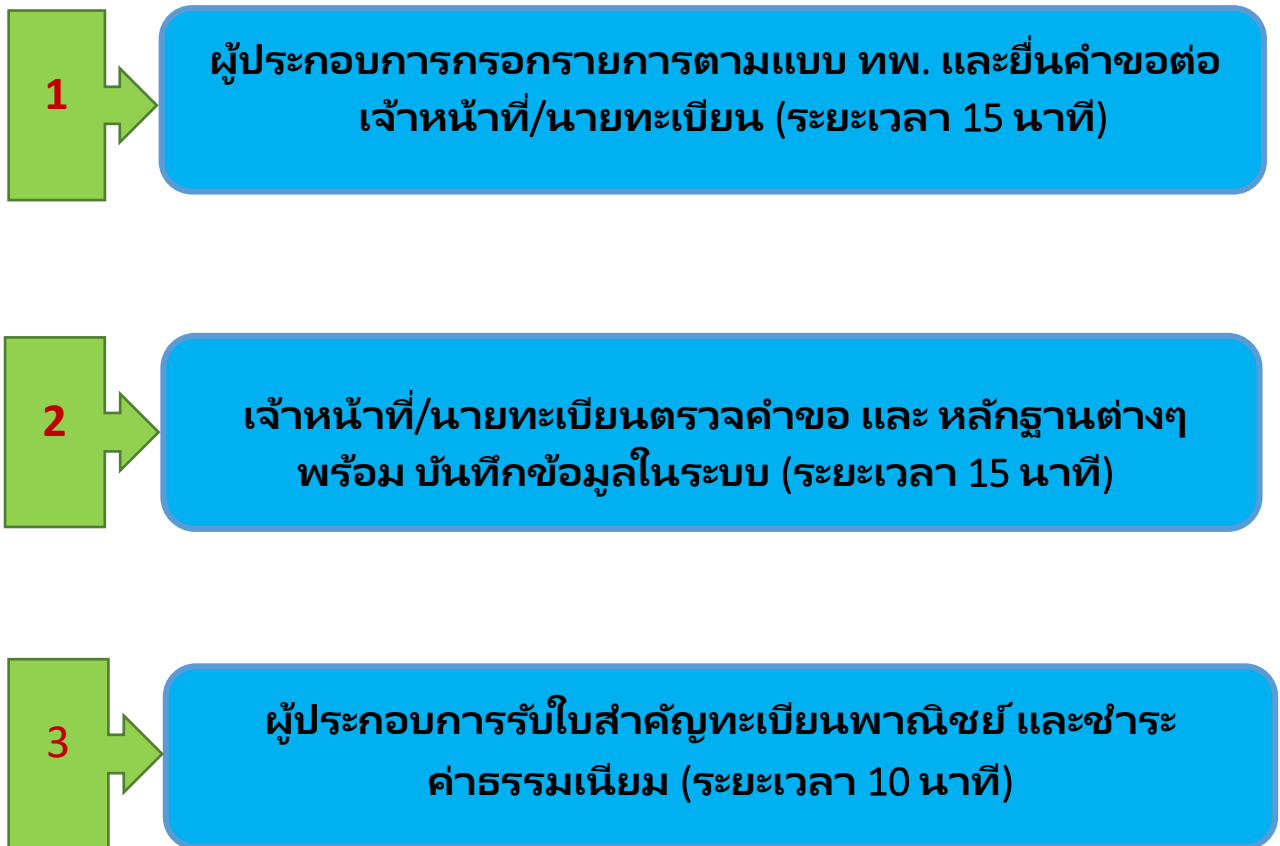 1
ผู้ประกอบการกรอกรายการตามแบบ ทพ. และยื่นคำขอต่อ
เจ้าหน้าที่/นายทะเบียน (ระยะเวลา 15 นาที)
2
เจ้าหน้าที่/นายทะเบียนตรวจคำขอ และ หลักฐานต่างๆ
พร้อม บันทึกข้อมูลในระบบ (ระยะเวลา 15 นาที)
3
ผู้ประกอบการรับใบสำคัญทะเบียนพาณิชย์ และชำระ
ค่าธรรมเนียม (ระยะเวลา 10 นาที)